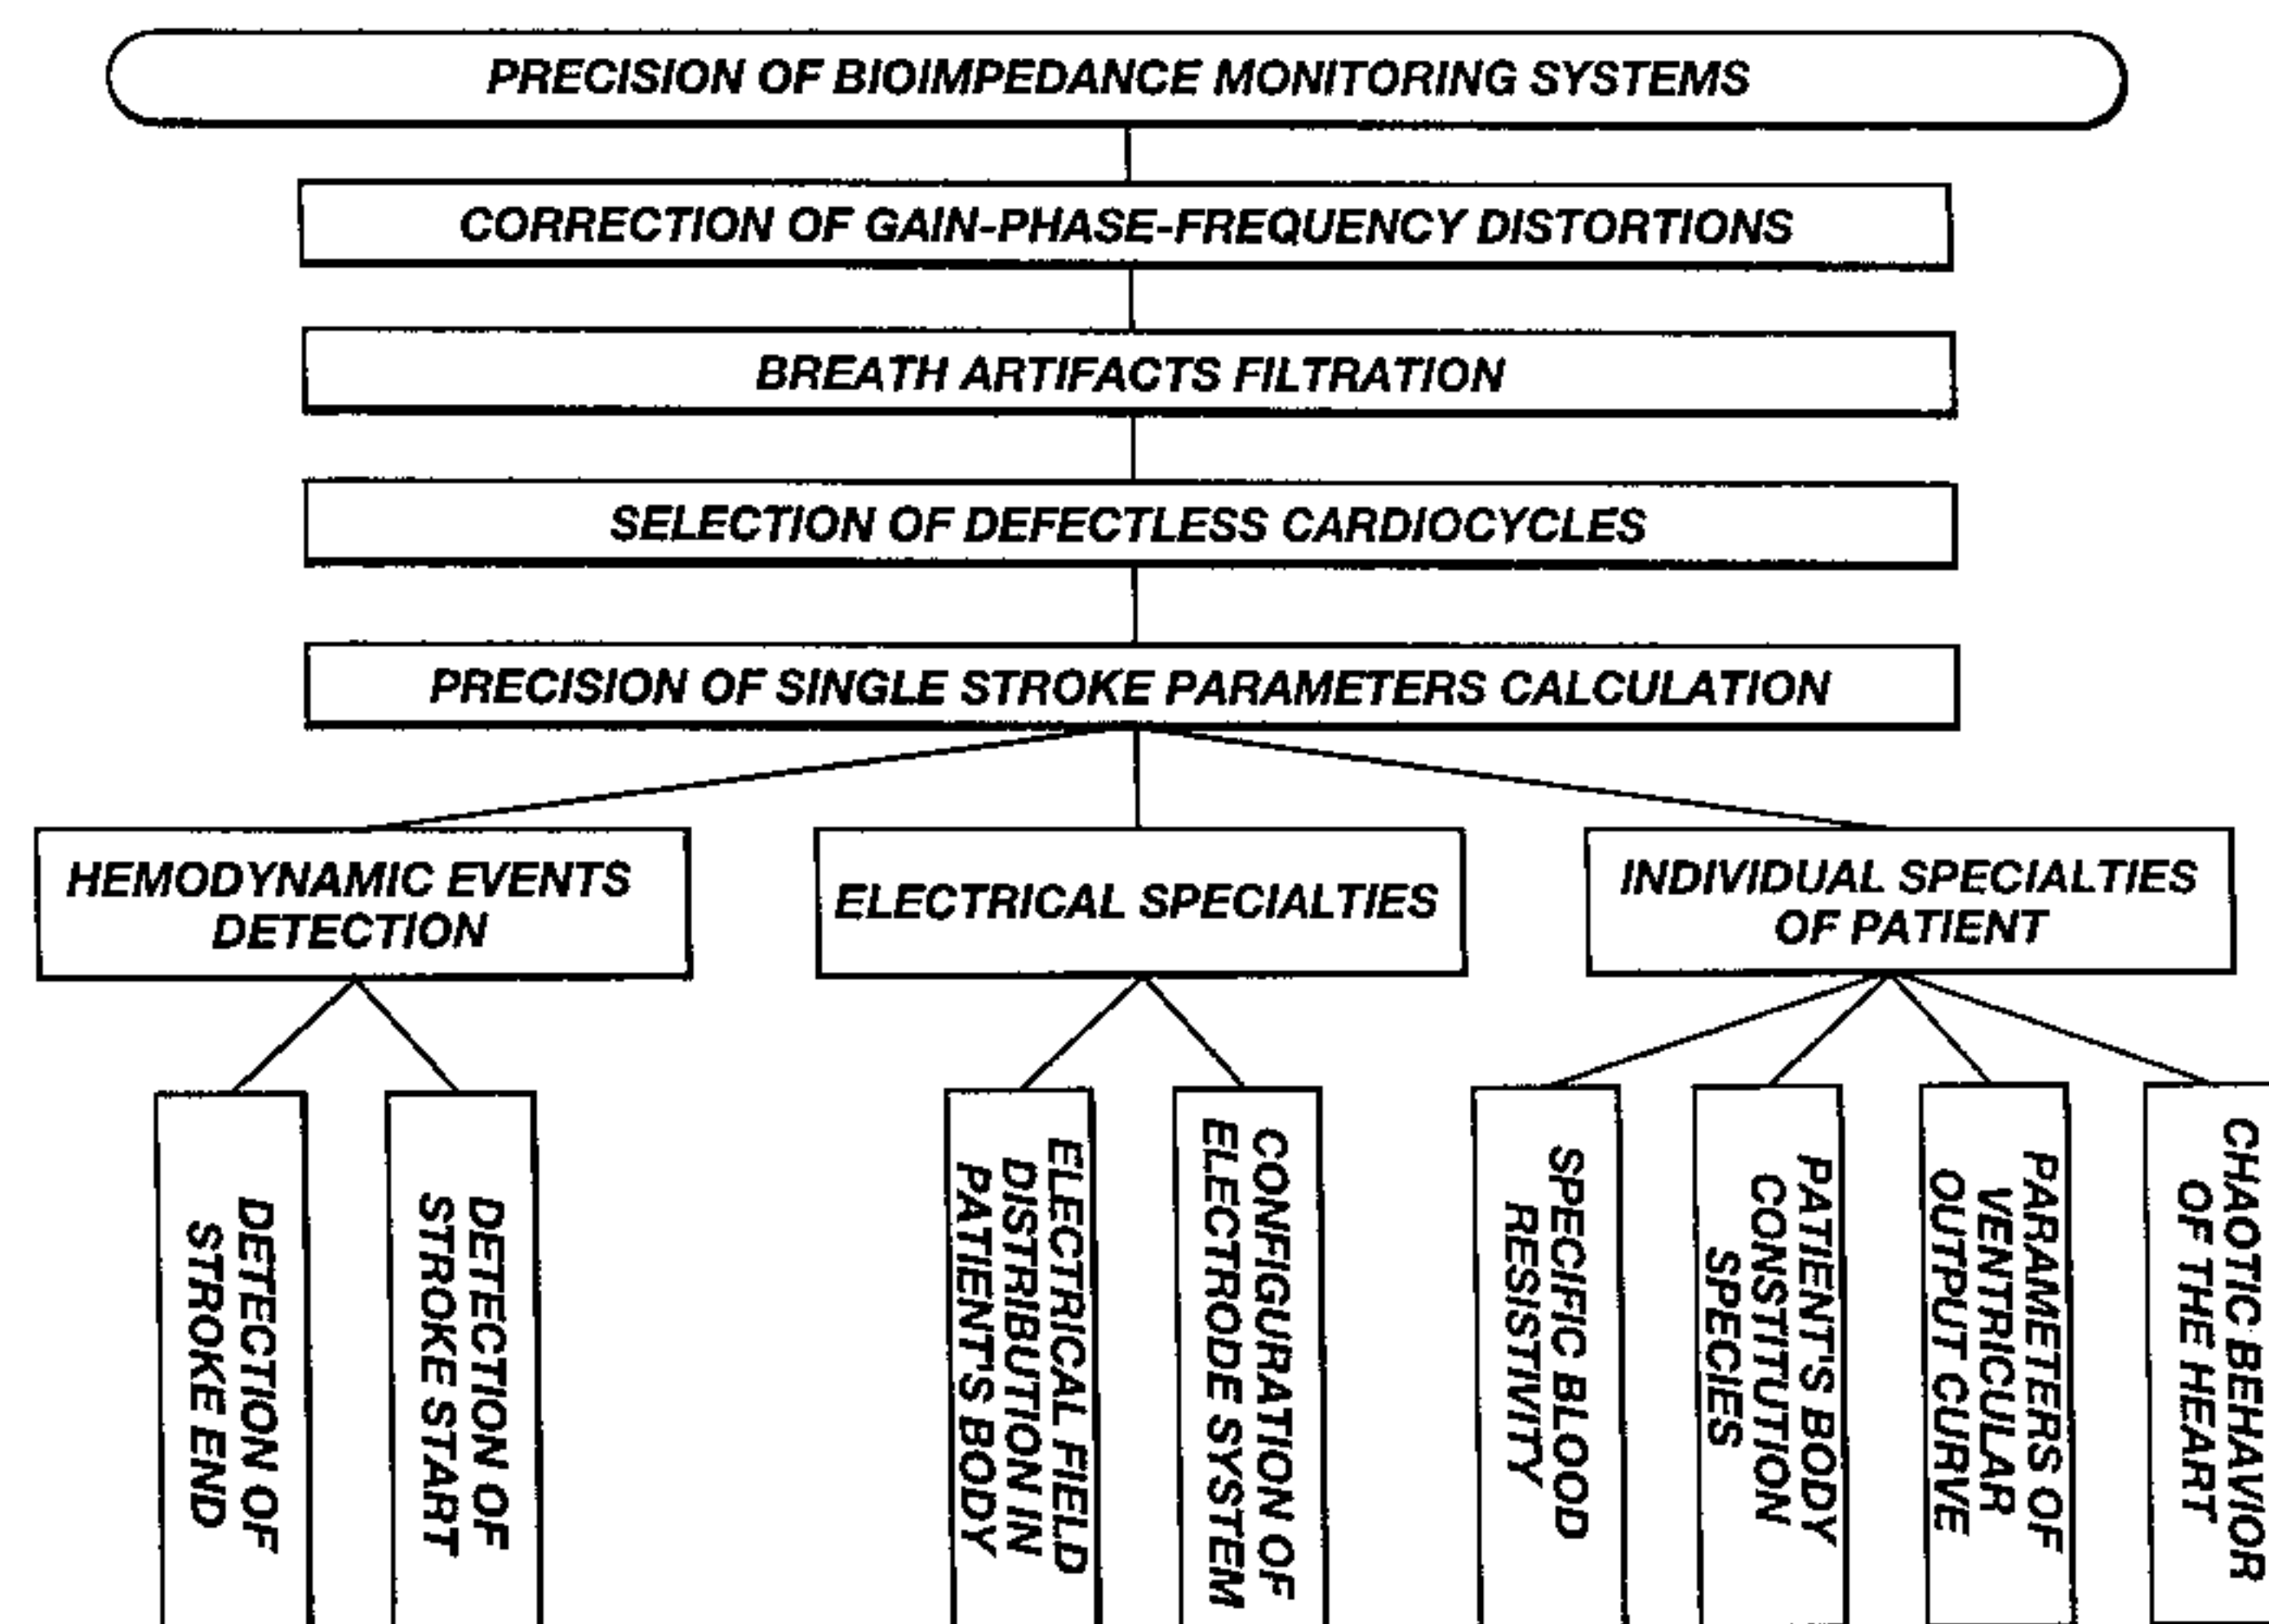 PRECISION OF BIOIMPEDANCE MONITORING SYSTEMS
CORRECTION OF GAIN-PHASE-FREQUENCY DISTORTIONS
BREATH ARTIFACTS FILTRATION
SELECTION OF DEFECTLESS CARDIOCYCLES
PRECISION OF SINGLE STROKE PARAMETERS CALCULATION
HEMODYNAMIC EVENTS
DETECTION
ELECTRICAL SPECIALTIES
INDIVIDUAL SPECIALTIES
OF PATIENT
DETECTION OF
STROKE END
DETECTION OF
STROKE START
ELECTRICAL FIELD
DISTRIBUTION IN
PATIENT'S BODY
CONFIGURATION OF
ELECTRODE SYSTEM
SPECIFIC BLOOD
RESISTIVITY
PATIENT'S BODY
CONSTITUTION
SPECIES
PARAMETERS OF
VENTRICULAR
OUTPUT CURVE
CHAOTIC BEHAVIOR
OF THE HEART